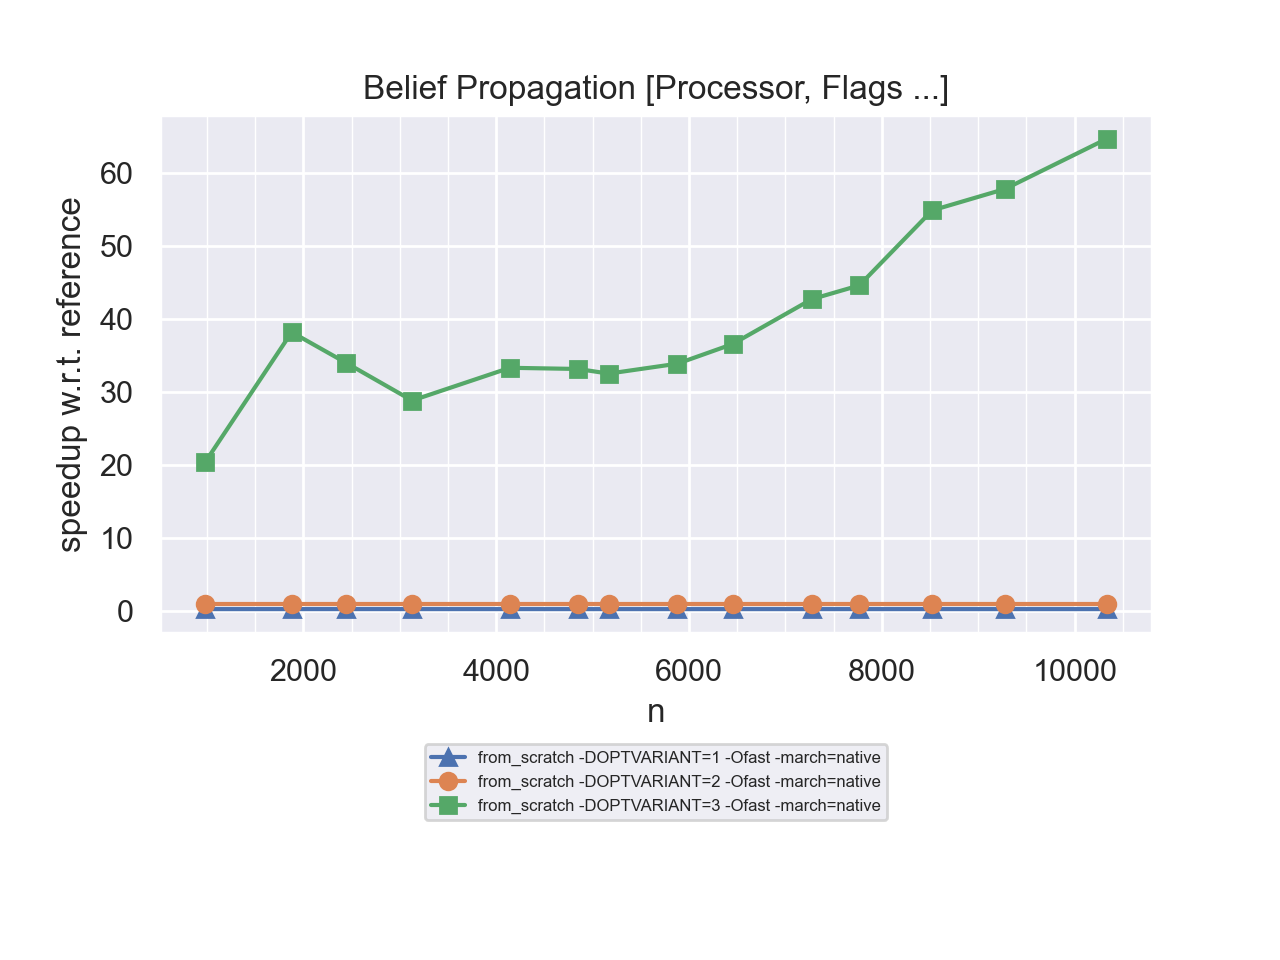 Belief Propagation [Processor, Flags ...]
speedup w.r.t. reference
60
50
40
30
20
10
0
2000 4000 6000 8000 10000
n
from_scratch -DOPTVARIANT=1 -Ofast -march=native
from_scratch -DOPTVARIANT=2 -Ofast -march=native
from_scratch -DOPTVARIANT=3 -Ofast -march=native